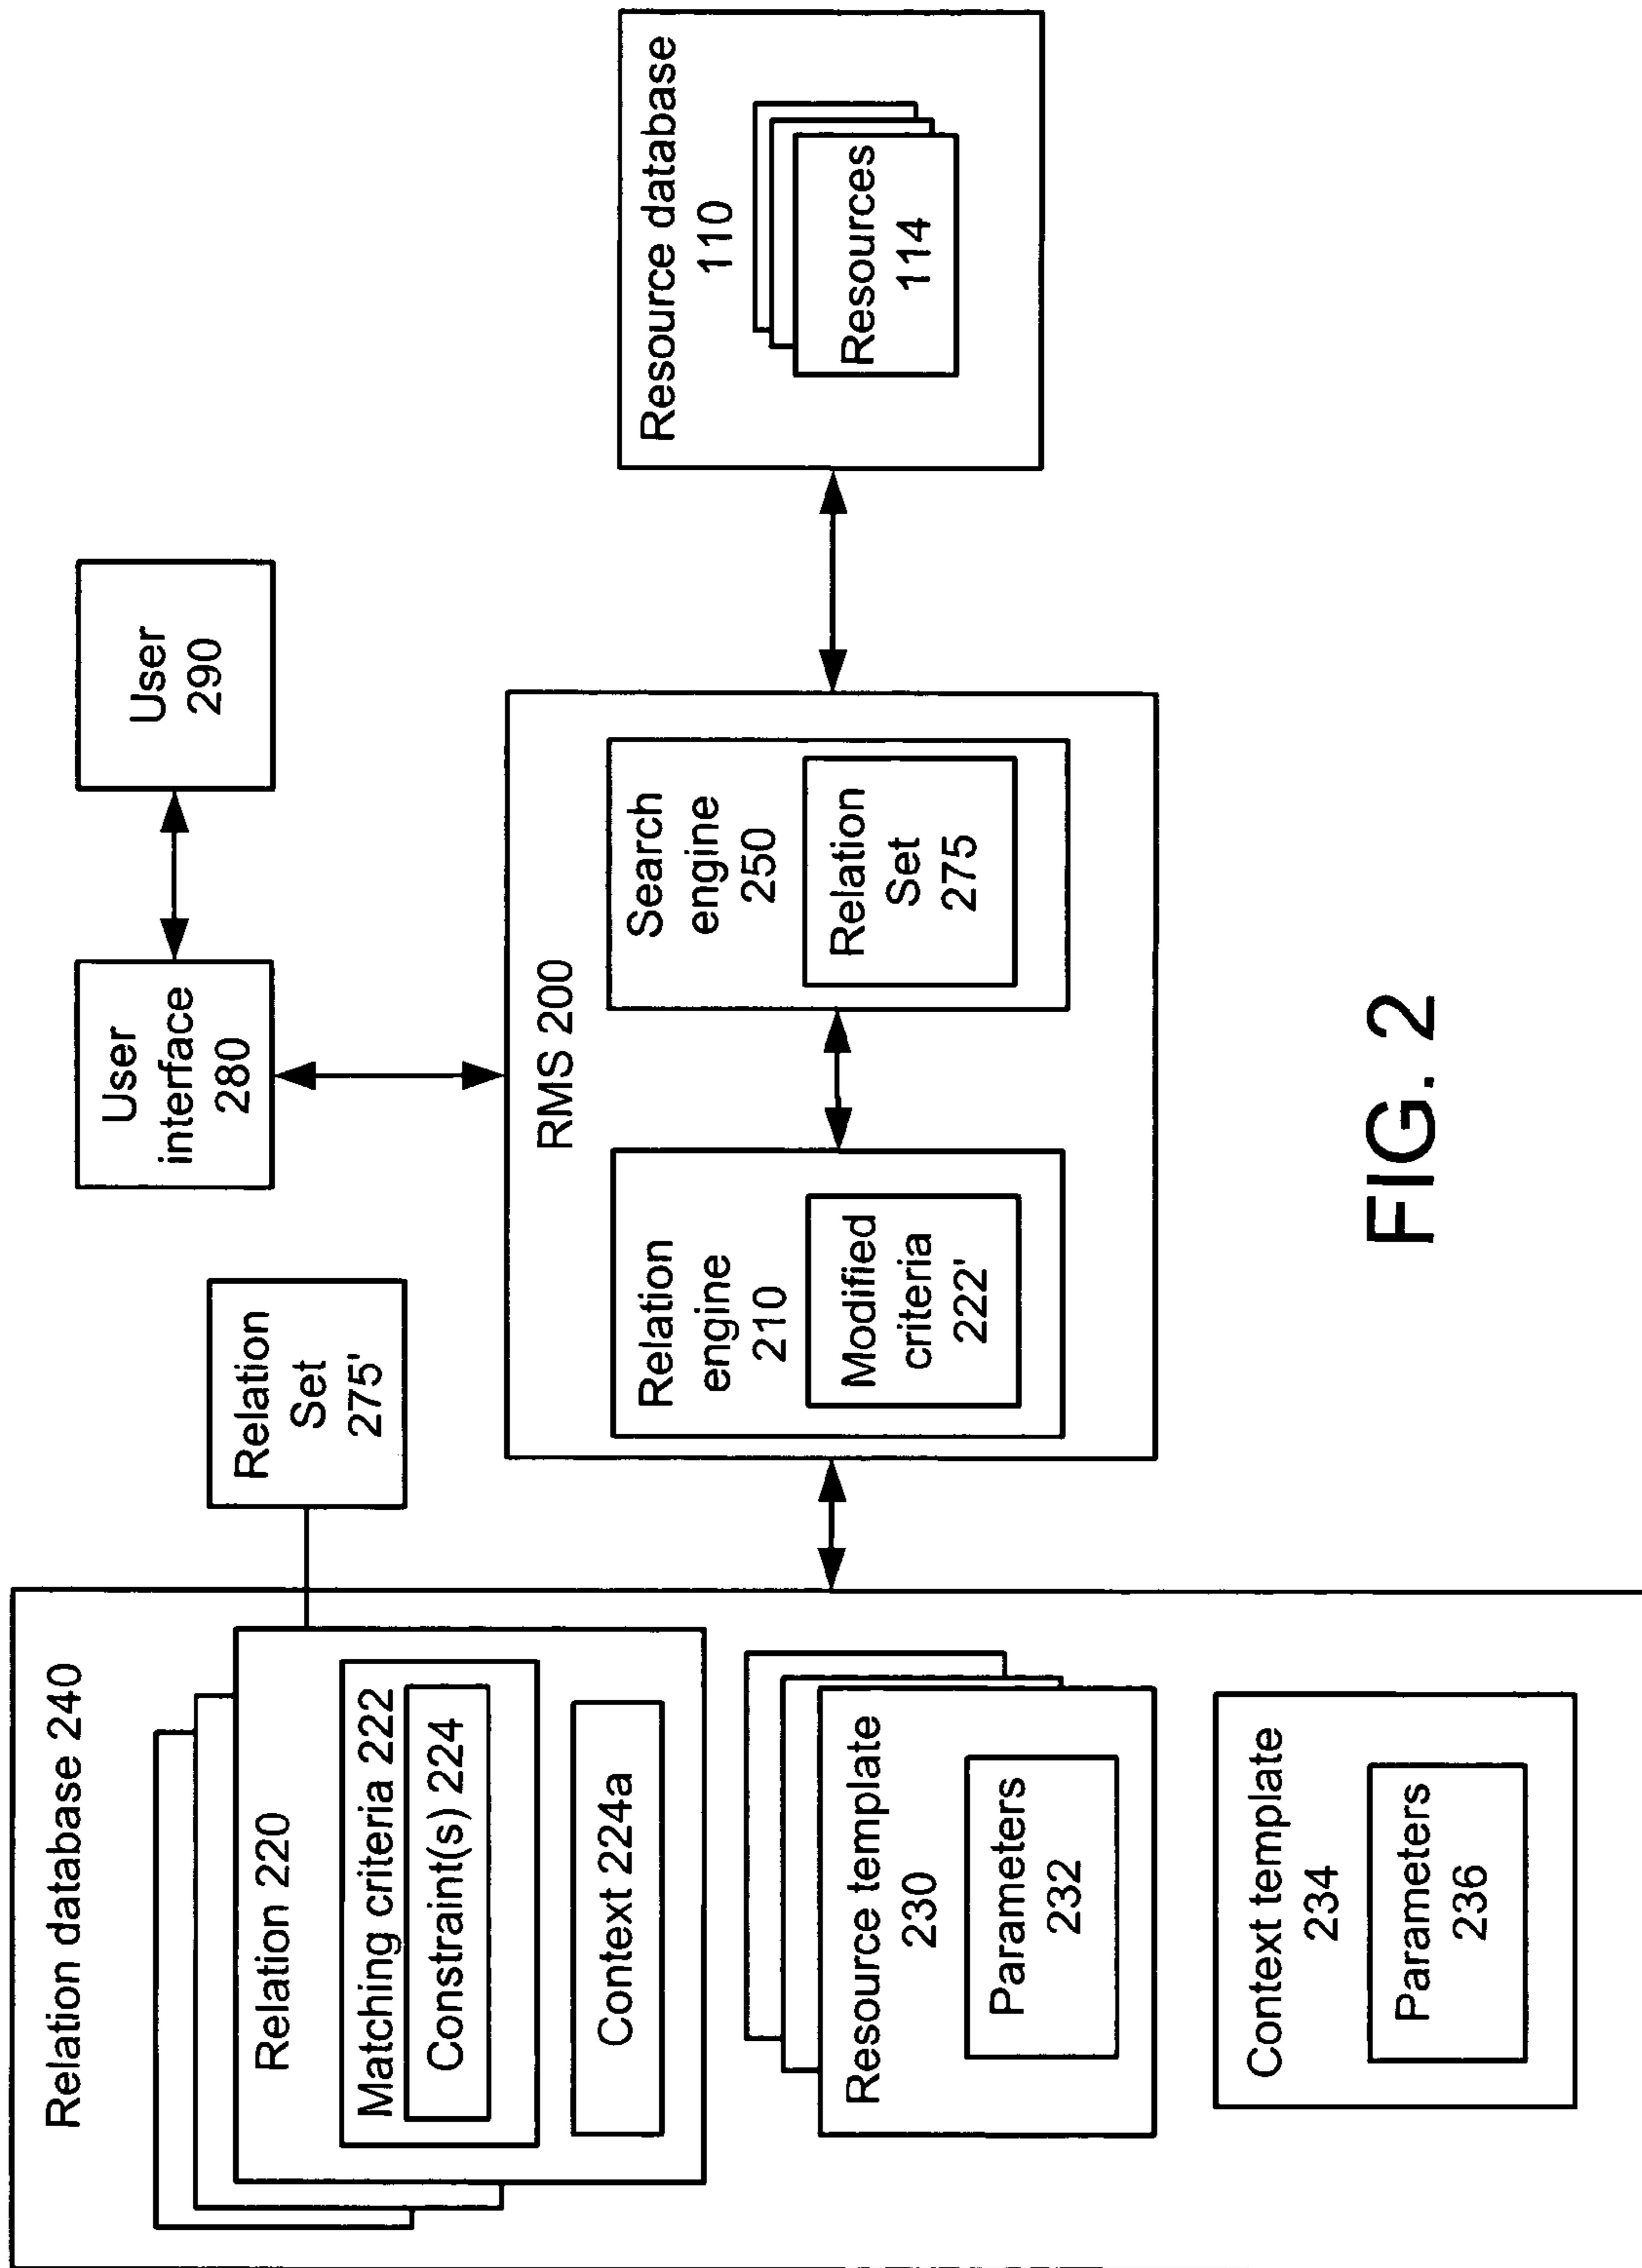 Relation database 240
Relation 220
Matching criteria 222
Constraint(s) 224
Context 224a
Resource template
230
Parameters
232
Context template
234
Parameters
236
Relation
Set
275'
User
interface
280
User
290
RMS 200
Relation
engine
210
Modified
criteria
222'
Search
engine
250
Relation
Set
275
Resource database
110
Resources
114
FIG. 2